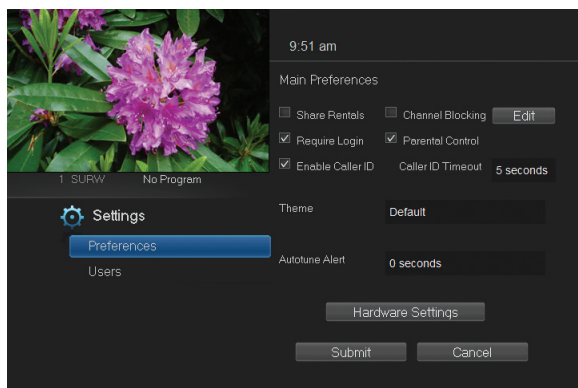 9:51 am
Main Preferences
Share Rentals Channel Blocking Edit
Require Login Parental Control
Enable Caller ID Caller ID Timeout 5 seconds
1 SURW No Program
Settings
Preferences
Users
Theme Default
Autotune Alert 0 seconds
Hardware Settings
Submit Cancel